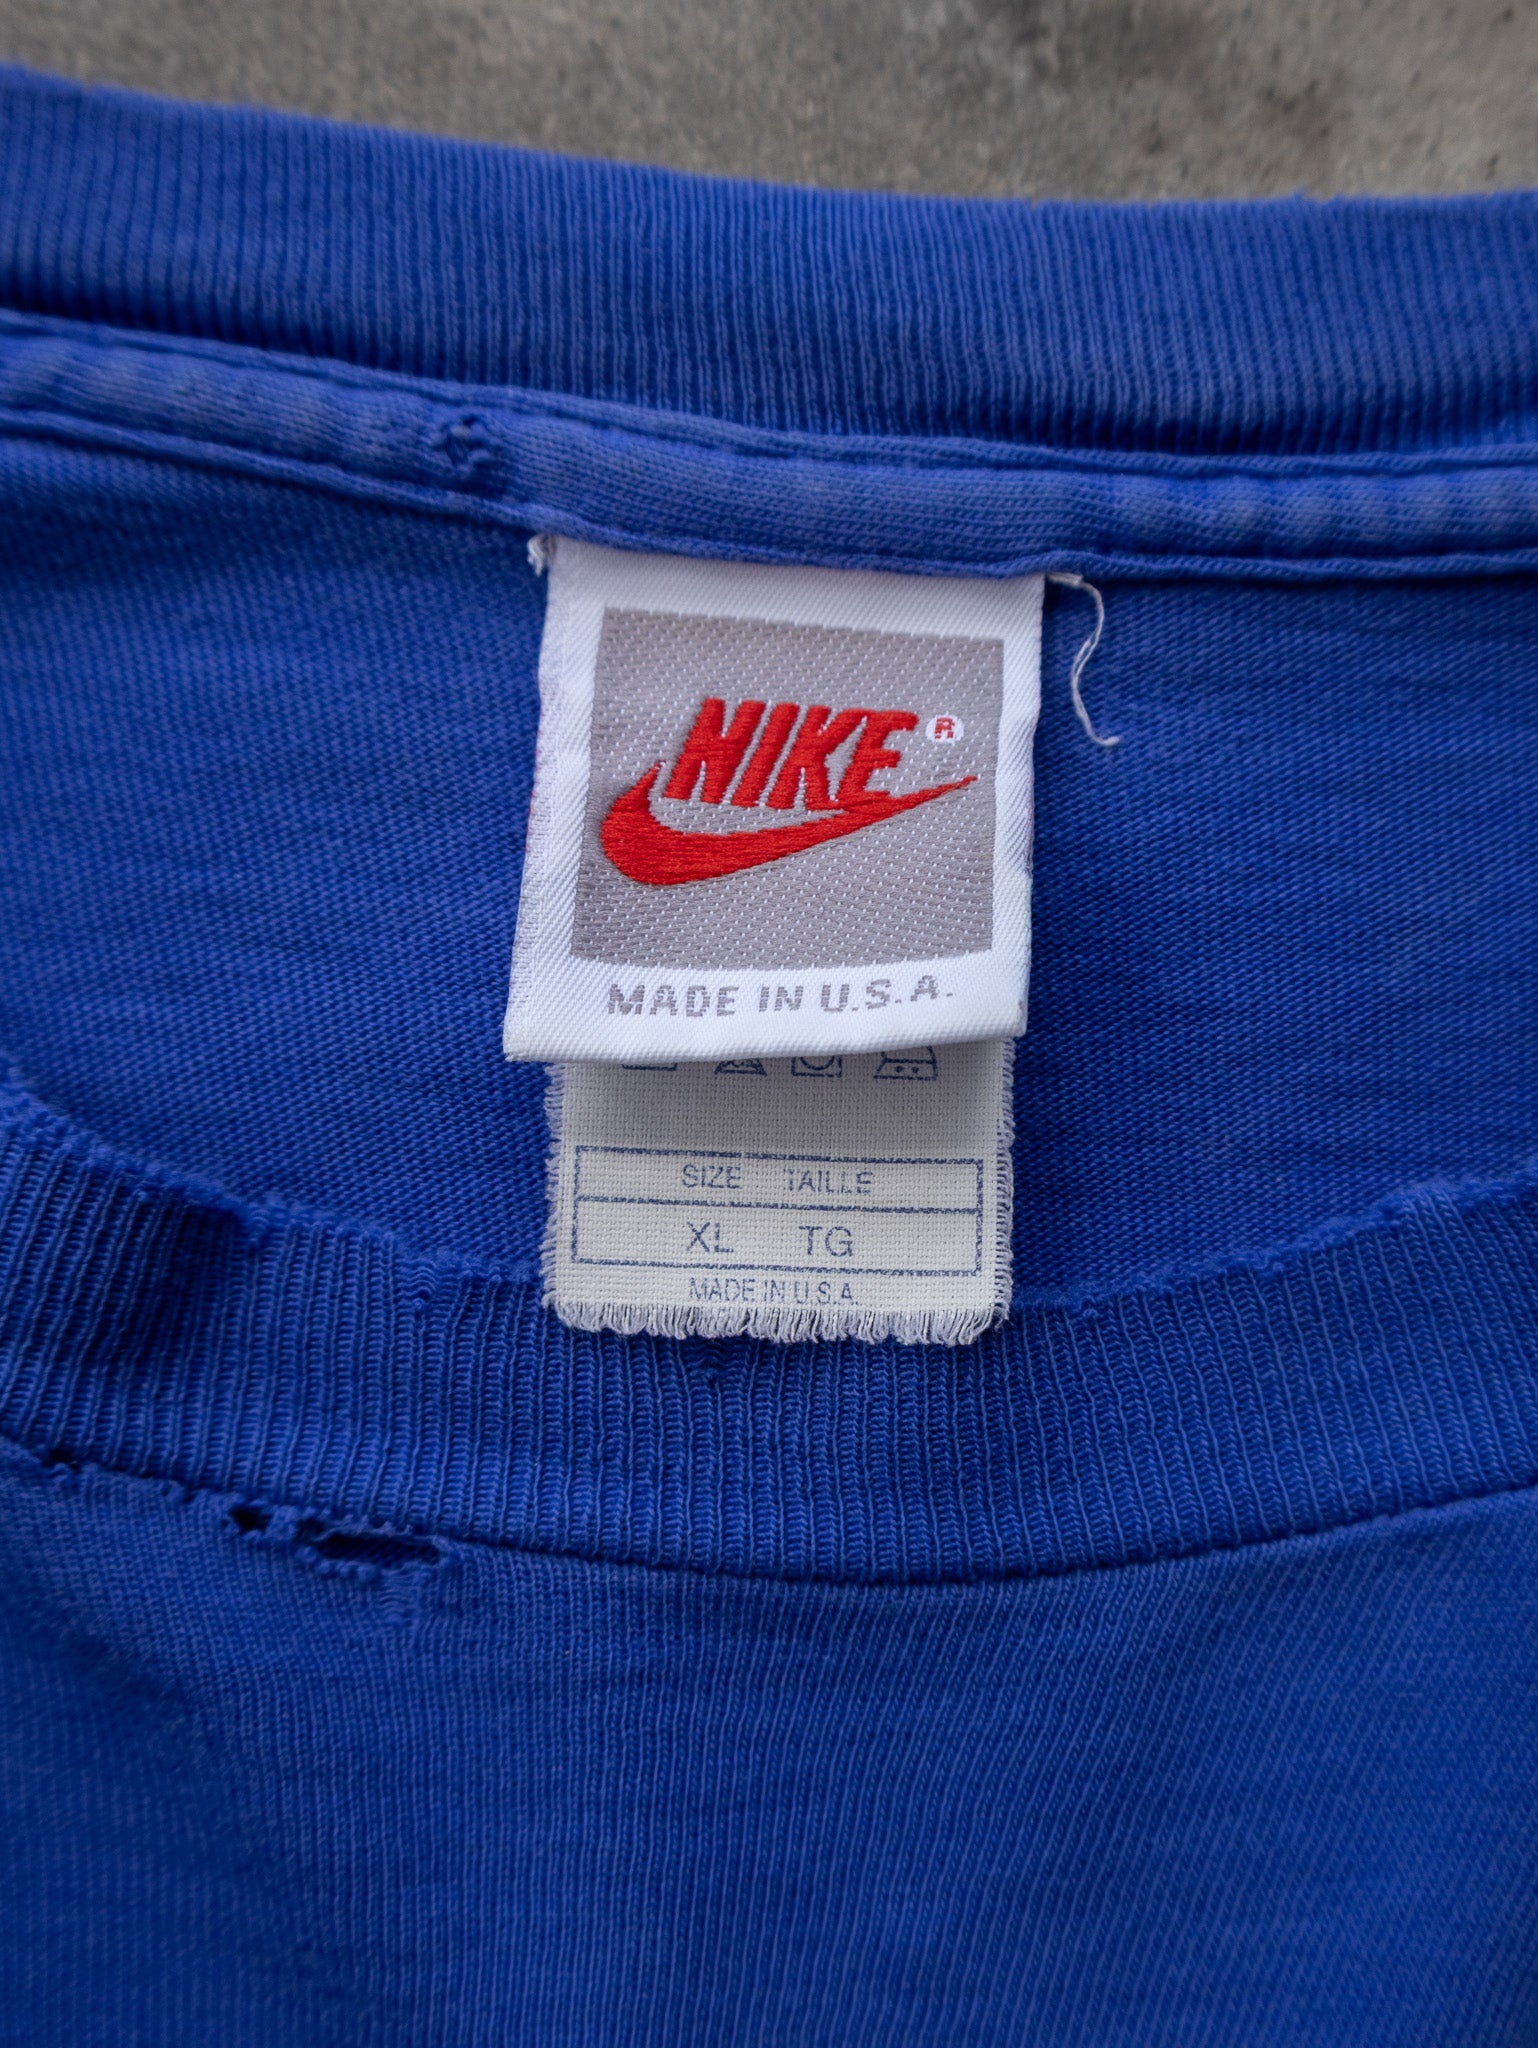 NIKE®
MADE IN U.S.A.
SIZE TAILLE
XL TG
MADE IN U.S.A.